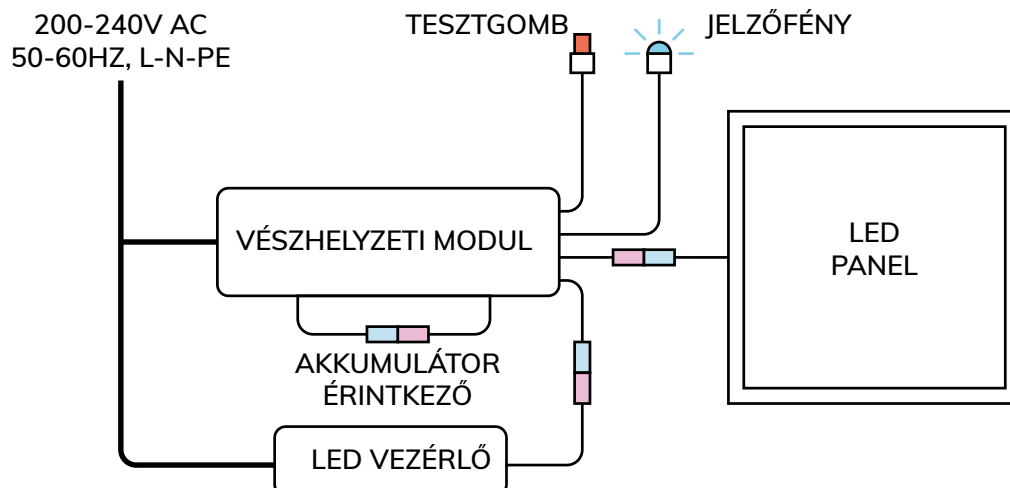 200-240V AC
50-60HZ, L-N-PE
TESZTGOMB
JELZŐFÉNY
VÉSZHELYZETI MODUL
LED
PANEL
AKKUMULÁTOR
ÉRINTKEZŐ
LED VEZÉRLŐ